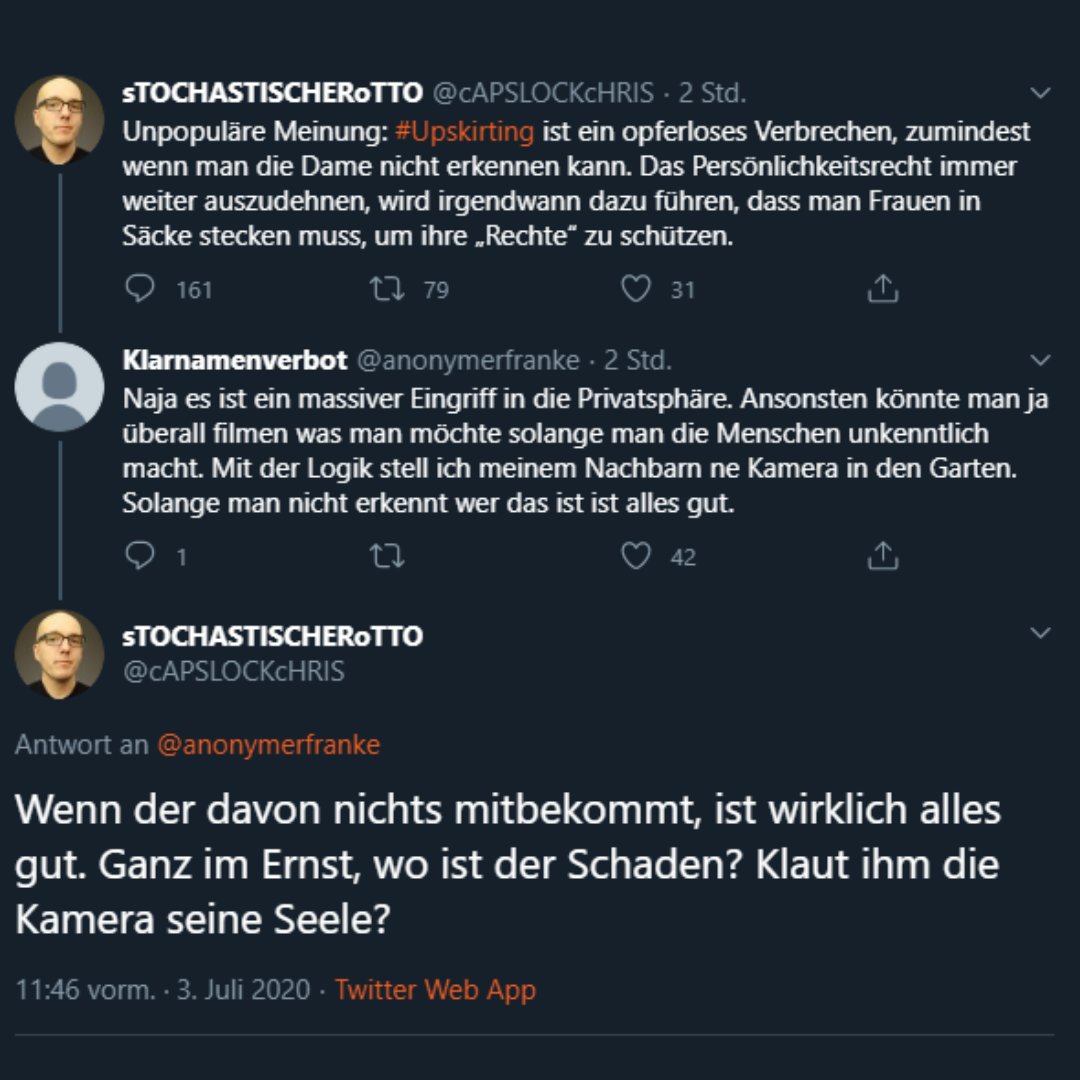 sTOCHASTISCHERoTTO @cAPSLOCKcHRIS · 2 Std.
Unpopuläre Meinung: #Upskirting ist ein opferloses Verbrechen, zumindest
wenn man die Dame nicht erkennen kann. Das Persönlichkeitsrecht immer
weiter auszudehnen, wird irgendwann dazu führen, dass man Frauen in
Säcke stecken muss, um ihre „Rechte“ zu schützen.
161 79 31
Klarnamenverbot @anonymerfranke · 2 Std.
Naja es ist ein massiver Eingriff in die Privatsphäre. Ansonsten könnte man ja
überall filmen was man möchte solange man die Menschen unkenntlich
macht. Mit der Logik stell ich meinem Nachbarn ne Kamera in den Garten.
Solange man nicht erkennt wer das ist ist alles gut.
1 42
sTOCHASTISCHERoTTO
@cAPSLOCKcHRIS
Antwort an @anonymerfranke
Wenn der davon nichts mitbekommt, ist wirklich alles
gut. Ganz im Ernst, wo ist der Schaden? Klaut ihm die
Kamera seine Seele?
11:46 vorm. · 3. Juli 2020 · Twitter Web App